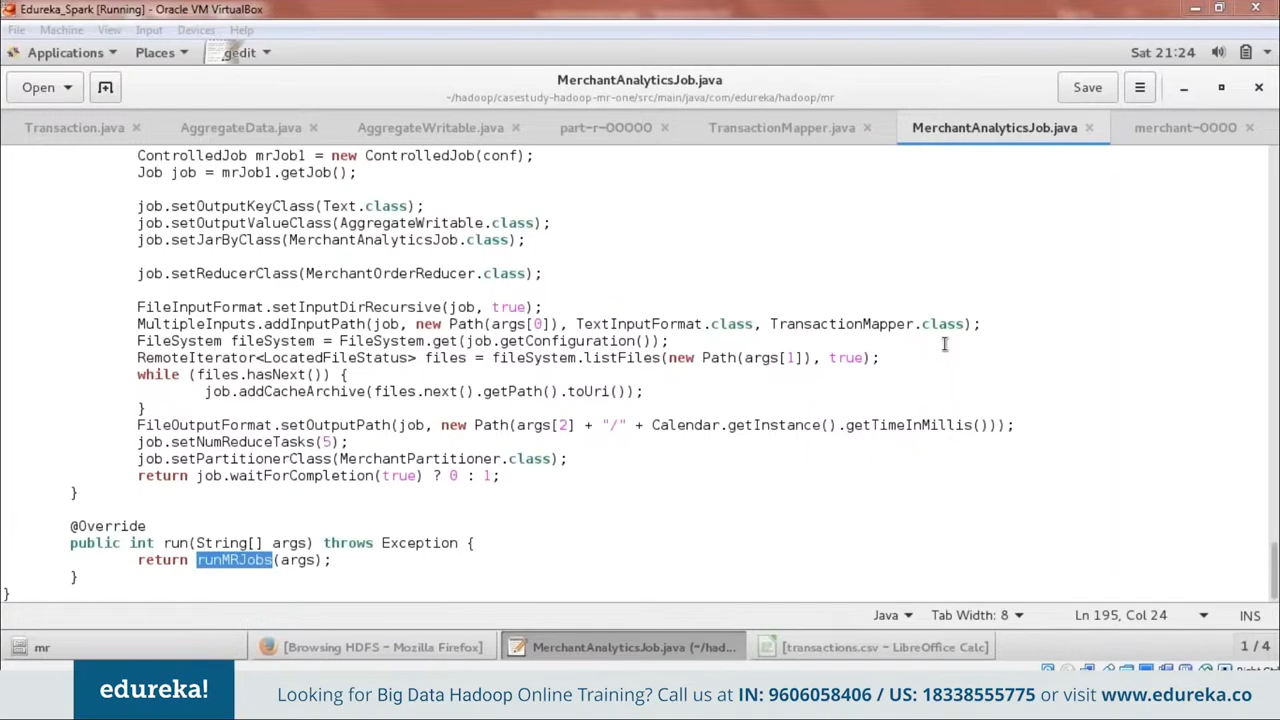 Edureka_Spark [Running] - Oracle VM VirtualBox
File Machine View Input Devices Help
Applications Places gedit Sat 21:24
Open MerchantAnalyticsJob.java Save
~/hadoop/casestudy-hadoop-mr-one/src/main/java/com/edureka/hadoop/mr
Transaction.java AggregateData.java AggregateWritable.java part-r-00000 TransactionMapper.java MerchantAnalyticsJob.java merchant-0000
ControlledJob mrJob1 = new ControlledJob(conf);
Job job = mrJob1.getJob();
job.setOutputKeyClass(Text.class);
job.setOutputValueClass(AggregateWritable.class);
job.setJarByClass(MerchantAnalyticsJob.class);
job.setReducerClass(MerchantOrderReducer.class);
FileInputFormat.setInputDirRecursive(job, true);
MultipleInputs.addInputPath(job, new Path(args[0]), TextInputFormat.class, TransactionMapper.class);
FileSystem fileSystem = FileSystem.get(job.getConfiguration());
RemoteIterator<LocatedFileStatus> files = fileSystem.listFiles(new Path(args[1]), true);
while (files.hasNext()) {
job.addCacheArchive(files.next().getPath().toUri());
}
FileOutputFormat.setOutputPath(job, new Path(args[2] + "/" + Calendar.getInstance().getTimeInMillis()));
job.setNumReduceTasks(5);
job.setPartitionerClass(MerchantPartitioner.class);
return job.waitForCompletion(true) ? 0 : 1;
}
@Override
public int run(String[] args) throws Exception {
return runMRJobs(args);
}
}
Java Tab Width: 8 Ln 195, Col 24 INS
mr [Browsing HDFS - Mozilla Firefox] MerchantAnalyticsJob.java (~/had... [transactions.csv - LibreOffice Calc] 1 / 4
edureka! Looking for Big Data Hadoop Online Training? Call us at IN: 9606058406 / US: 18338555775 or visit www.edureka.co